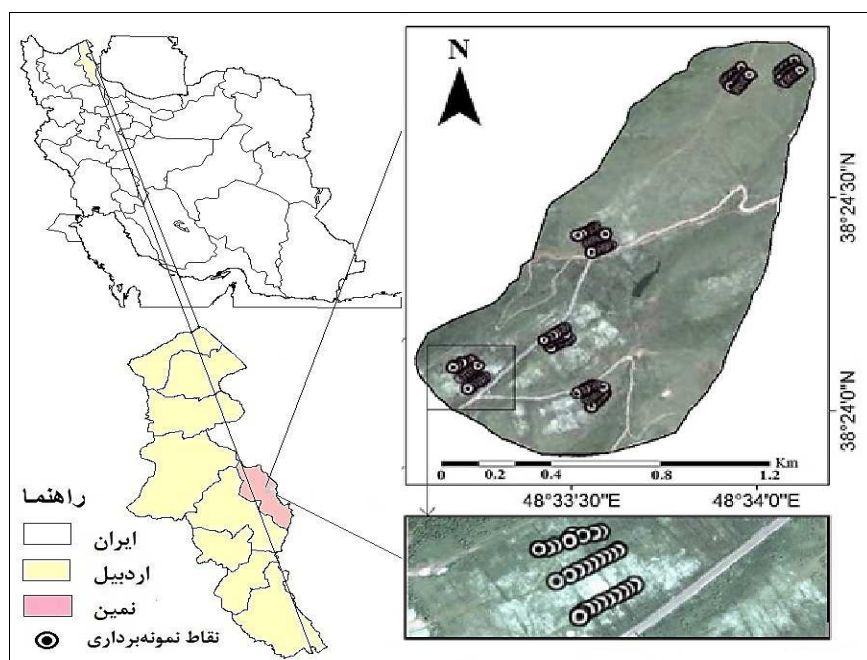 N
38°24'30"N
38°24'0"N
Km
0 0.2 0.4 0.8 1.2
48°33'30"E 48°34'0"E
راهنما
ایران
اردبیل
نمین
نقاط نمونه‌برداری